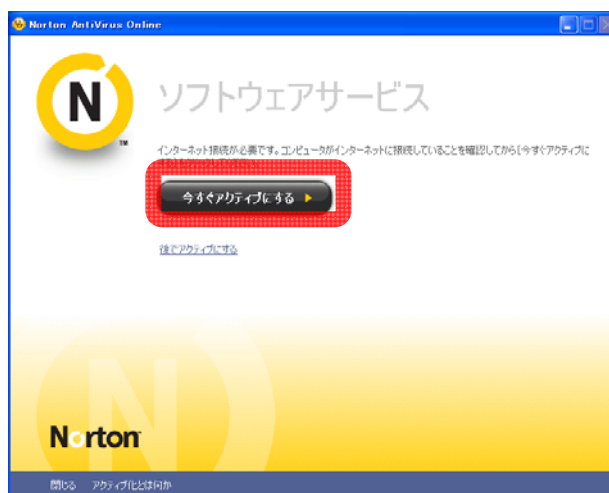 Norton AntiVirus Online
N
TM
ソフトウェアサービス
インターネット接続が必要です。コンピュータがインターネットに接続していることを確認してから[今すぐアクティブに
今すぐアクティブにする
後でアクティブにする
Norton
閉じる アクティブ化とは何か